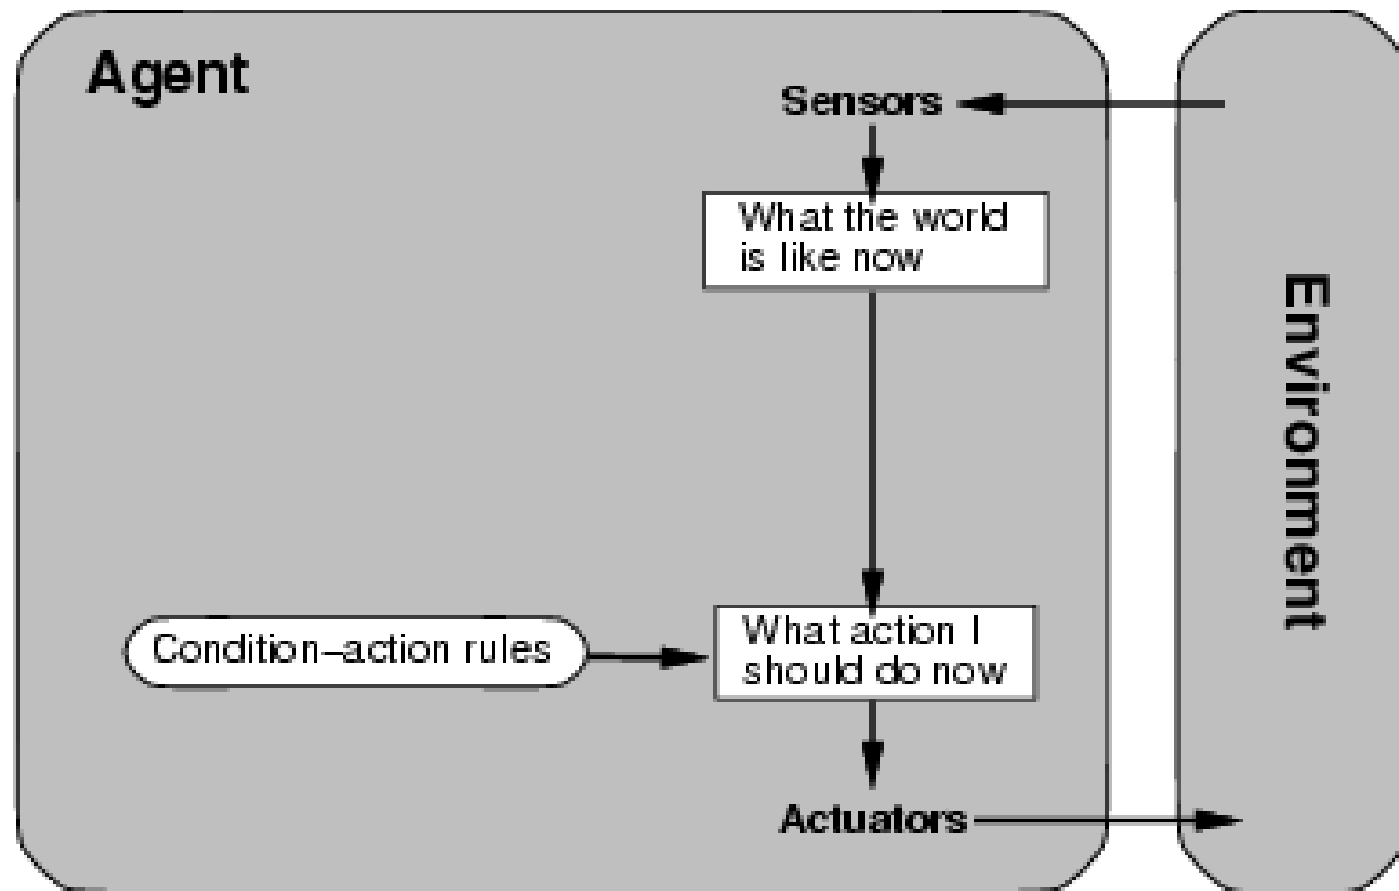 Agent
Sensors
What the world
is like now
Environment
Condition–action rules
What action I
should do now
Actuators